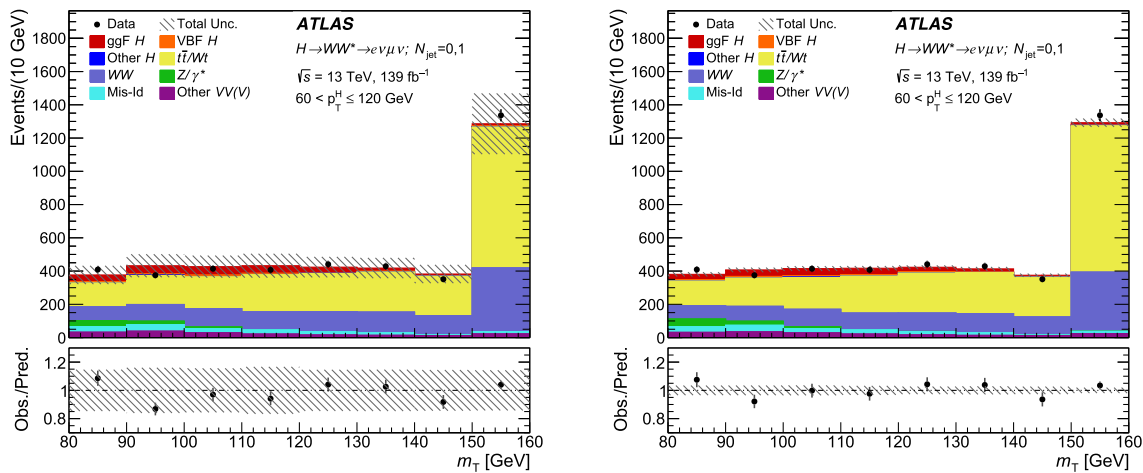 Events/(10 GeV)
1800
1600
1400
1200
1000
800
600
400
200
0
Data
Total Unc.
ggF H
VBF H
Other H
tt̄/Wt
WW
Z/γ*
Mis-Id
Other VV(V)
ATLAS
H→WW*→eνμν; N_jet=0,1
√s = 13 TeV, 139 fb⁻¹
60 < p_T^H ≤ 120 GeV
Obs./Pred.
1.2
1
0.8
80 90 100 110 120 130 140 150 160
m_T [GeV]
Events/(10 GeV)
1800
1600
1400
1200
1000
800
600
400
200
0
Data
Total Unc.
ggF H
VBF H
Other H
tt̄/Wt
WW
Z/γ*
Mis-Id
Other VV(V)
ATLAS
H→WW*→eνμν; N_jet=0,1
√s = 13 TeV, 139 fb⁻¹
60 < p_T^H ≤ 120 GeV
Obs./Pred.
1.2
1
0.8
80 90 100 110 120 130 140 150 160
m_T [GeV]